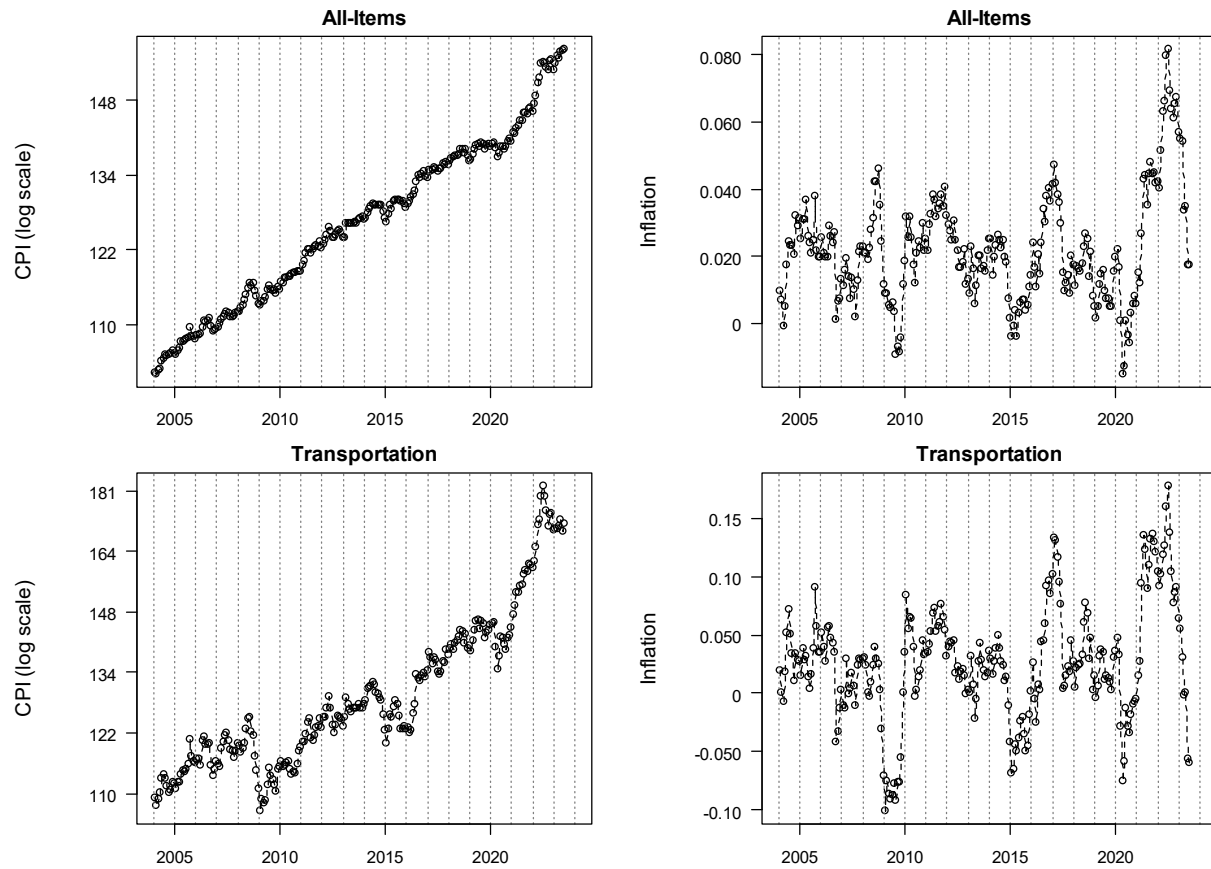 All-Items
CPI (log scale)
148
134
122
110
2005 2010 2015 2020
All-Items
Inflation
0.080
0.060
0.040
0.020
0
2005 2010 2015 2020
Transportation
CPI (log scale)
181
164
148
134
122
110
2005 2010 2015 2020
Transportation
Inflation
0.15
0.10
0.050
0
-0.050
-0.10
2005 2010 2015 2020